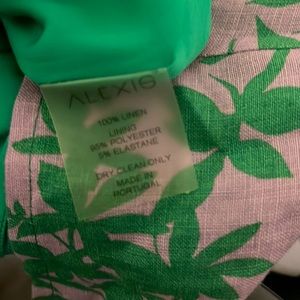 ALEXIS
100% LINEN
LINING
95% POLYESTER
5% ELASTANE
DRY CLEAN ONLY
MADE IN
PORTUGAL